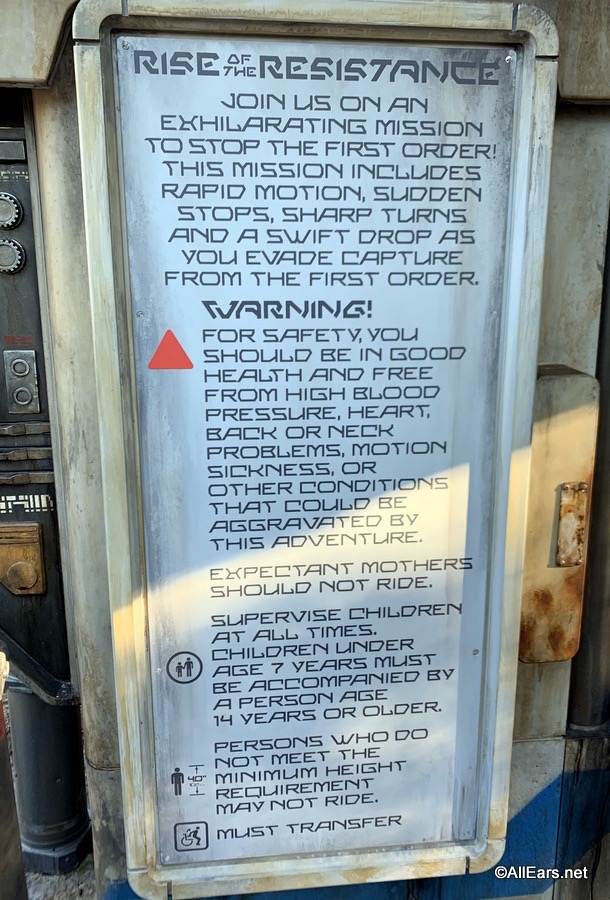 RISE OF THE RESISTANCE
JOIN US ON AN
EXHILARATING MISSION
TO STOP THE FIRST ORDER!
THIS MISSION INCLUDES
RAPID MOTION, SUDDEN
STOPS, SHARP TURNS
AND A SWIFT DROP AS
YOU EVADE CAPTURE
FROM THE FIRST ORDER.
WARNING!
FOR SAFETY, YOU
SHOULD BE IN GOOD
HEALTH AND FREE
FROM HIGH BLOOD
PRESSURE, HEART,
BACK OR NECK
PROBLEMS, MOTION
SICKNESS, OR
OTHER CONDITIONS
THAT COULD BE
AGGRAVATED BY
THIS ADVENTURE.
EXPECTANT MOTHERS
SHOULD NOT RIDE.
SUPERVISE CHILDREN
AT ALL TIMES.
CHILDREN UNDER
AGE 7 YEARS MUST
BE ACCOMPANIED BY
A PERSON AGE
14 YEARS OR OLDER.
PERSONS WHO DO
NOT MEET THE
MINIMUM HEIGHT
REQUIREMENT
MAY NOT RIDE.
40"
MUST TRANSFER
©AllEars.net